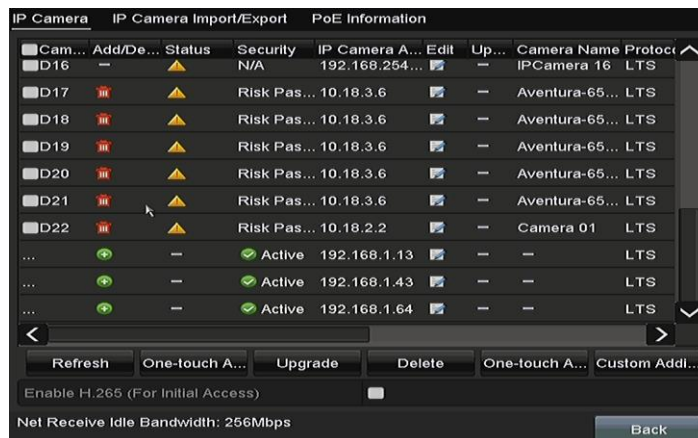 IP Camera IP Camera Import/Export PoE Information
Cam... Add/De... Status Security IP Camera A... Edit Up... Camera Name Protoc
D16 — N/A 192.168.254... — IPCamera 16 LTS
D17 Risk Pas... 10.18.3.6 — Aventura-65... LTS
D18 Risk Pas... 10.18.3.6 — Aventura-65... LTS
D19 Risk Pas... 10.18.3.6 — Aventura-65... LTS
D20 Risk Pas... 10.18.3.6 — Aventura-65... LTS
D21 Risk Pas... 10.18.3.6 — Aventura-65... LTS
D22 Risk Pas... 10.18.2.2 — Camera 01 LTS
... — Active 192.168.1.13 — — LTS
... — Active 192.168.1.43 — — LTS
... — Active 192.168.1.64 — — LTS
Refresh One-touch A... Upgrade Delete One-touch A... Custom Addi...
Enable H.265 (For Initial Access)
Net Receive Idle Bandwidth: 256Mbps
Back